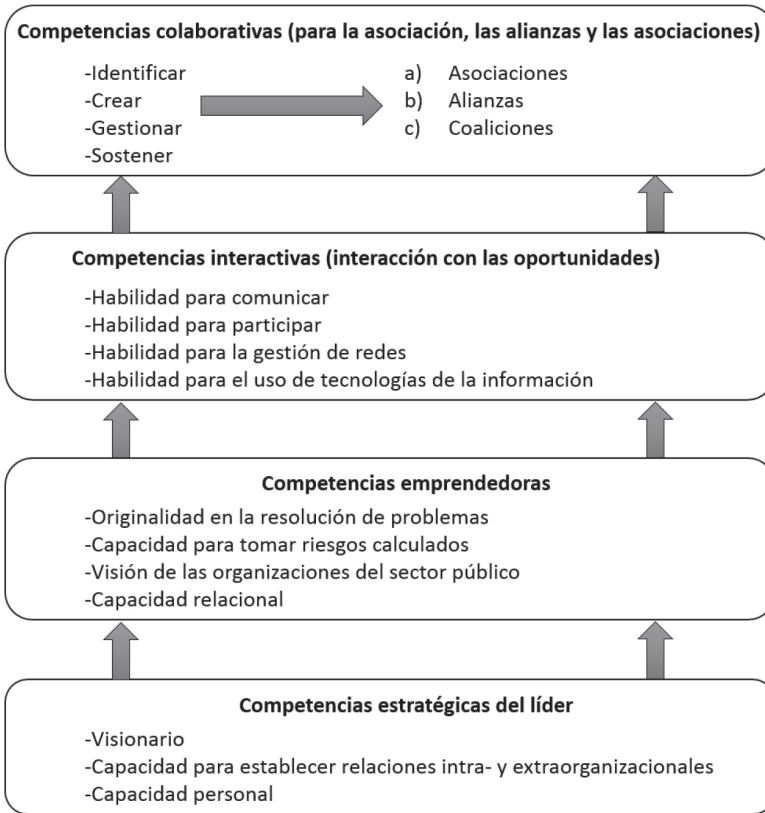 Competencias colaborativas (para la asociación, las alianzas y las asociaciones)
-Identificar
-Crear
-Gestionar
-Sostener
a) Asociaciones
b) Alianzas
c) Coaliciones
Competencias interactivas (interacción con las oportunidades)
-Habilidad para comunicar
-Habilidad para participar
-Habilidad para la gestión de redes
-Habilidad para el uso de tecnologías de la información
Competencias emprendedoras
-Originalidad en la resolución de problemas
-Capacidad para tomar riesgos calculados
-Visión de las organizaciones del sector público
-Capacidad relacional
Competencias estratégicas del líder
-Visionario
-Capacidad para establecer relaciones intra- y extraorganizacionales
-Capacidad personal